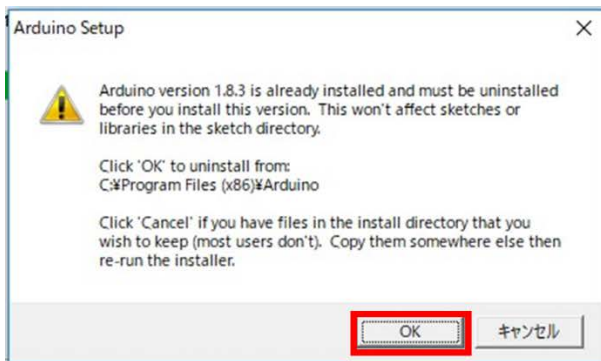 Arduino Setup
Arduino version 1.8.3 is already installed and must be uninstalled
before you install this version. This won't affect sketches or
libraries in the sketch directory.
Click 'OK' to uninstall from:
C:¥Program Files (x86)¥Arduino
Click 'Cancel' if you have files in the install directory that you
wish to keep (most users don't). Copy them somewhere else then
re-run the installer.
OK
キャンセル